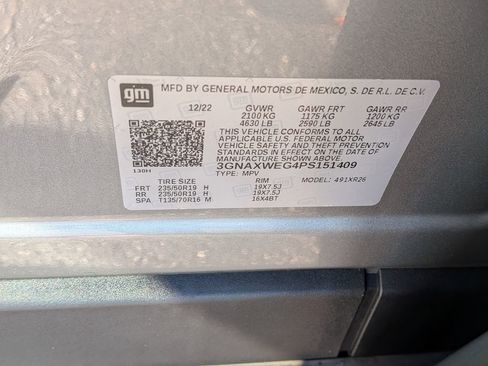 gm
MFD BY GENERAL MOTORS DE MEXICO, S. DE R.L. DE C.V.
12/22 GVWR GAWR FRT GAWR RR
2100 KG 1175 KG 1200 KG
4630 LB 2590 LB 2645 LB
THIS VEHICLE CONFORMS TO ALL
APPLICABLE U.S. FEDERAL MOTOR
VEHICLE SAFETY AND THEFT PREVENTION
STANDARDS IN EFFECT ON THE DATE OF
MANUFACTURE SHOWN ABOVE.
3GNAXWEG4PS151409
130H TYPE: MPV
TIRE SIZE RIM MODEL: 491XR26
FRT 235/50R19 H 19X7.5J
RR 235/50R19 H 19X7.5J
SPA T135/70R16 M 16X4BT